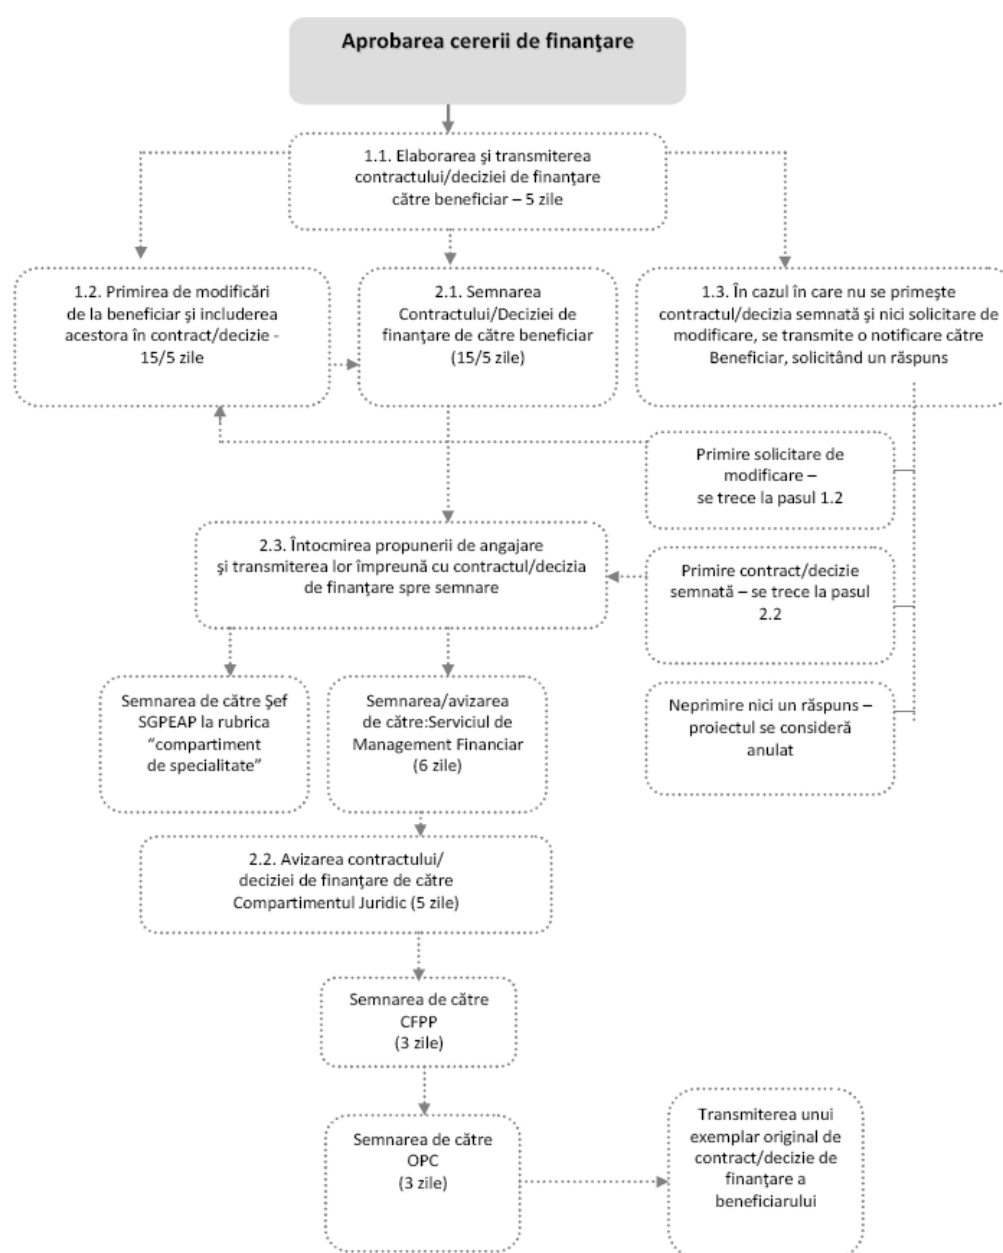 Aprobarea cererii de finanţare
1.1. Elaborarea şi transmiterea
contractului/deciziei de finanţare
către beneficiar – 5 zile
1.2. Primirea de modificări
de la beneficiar şi includerea
acestora în contract/decizie -
15/5 zile
2.1. Semnarea
Contractului/Deciziei de
finanţare de către beneficiar
(15/5 zile)
1.3. În cazul în care nu se primeşte
contractul/decizia semnată şi nici solicitare de
modificare, se transmite o notificare către
Beneficiar, solicitând un răspuns
Primire solicitare de
modificare –
se trece la pasul 1.2
2.3. Întocmirea propunerii de angajare
şi transmiterea lor împreună cu contractul/decizia
de finanţare spre semnare
Primire contract/decizie
semnată – se trece la pasul
2.2
Semnarea de către Şef
SGPEAP la rubrica
“compartiment
de specialitate”
Semnarea/avizarea
de către:Serviciul de
Management Financiar
(6 zile)
Neprimire nici un răspuns –
proiectul se consideră
anulat
2.2. Avizarea contractului/
deciziei de finanţare de către
Compartimentul Juridic (5 zile)
Semnarea de către
CFPP
(3 zile)
Semnarea de către
OPC
(3 zile)
Transmiterea unui
exemplar original de
contract/decizie de
finanţare a
beneficiarului